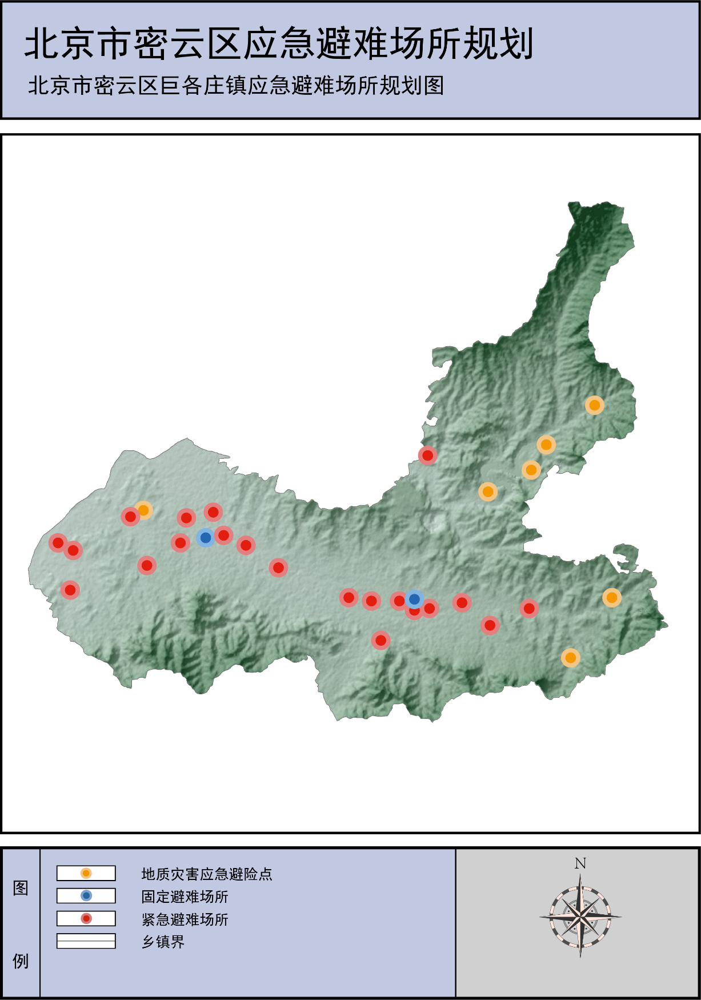 北京市密云区应急避难场所规划
北京市密云区巨各庄镇应急避难场所规划图
图例
地质灾害应急避险点
固定避难场所
紧急避难场所
乡镇界
N